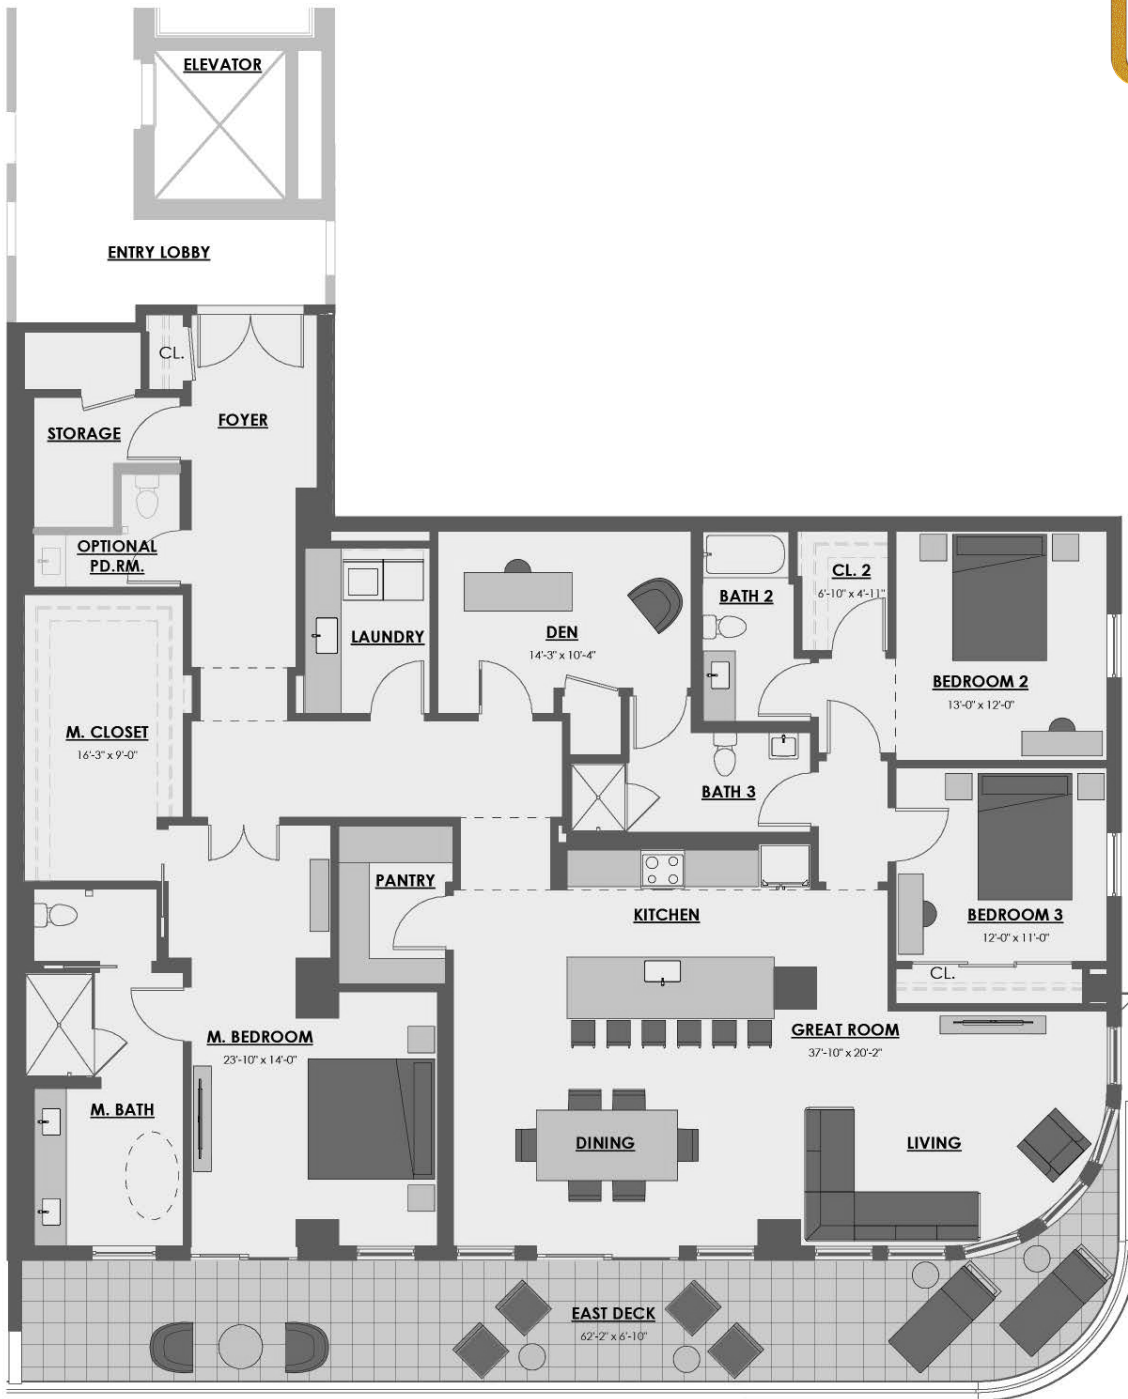 ELEVATOR
ENTRY LOBBY
CL.
FOYER
STORAGE
OPTIONAL
PD.RM.
LAUNDRY
DEN
14'-3" x 10'-4"
BATH 2
CL. 2
6'-10" x 4'-11"
BEDROOM 2
13'-0" x 12'-0"
M. CLOSET
16'-3" x 9'-0"
BATH 3
PANTRY
KITCHEN
BEDROOM 3
12'-0" x 11'-0"
CL.
M. BEDROOM
23'-10" x 14'-0"
GREAT ROOM
37'-10" x 20'-2"
M. BATH
DINING
LIVING
EAST DECK
62'-2" x 6'-10"